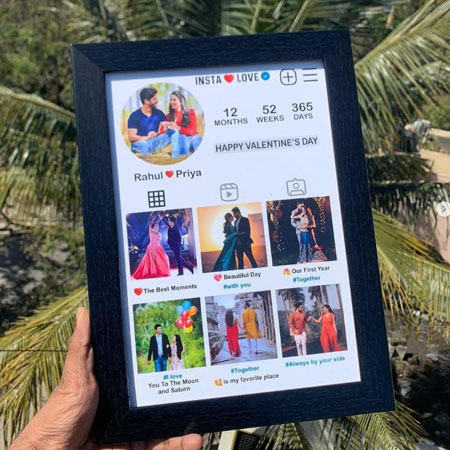 INSTA❤️LOVE
12 52 365
MONTHS WEEKS DAYS
HAPPY VALENTINE'S DAY
Rahul❤️Priya
❤️The Best Moments
💗Beautiful Day
#with you
Our First Year
#Together
#I love
You To The Moon
and Saturn
#Together
is my favorite place
#Always by your side